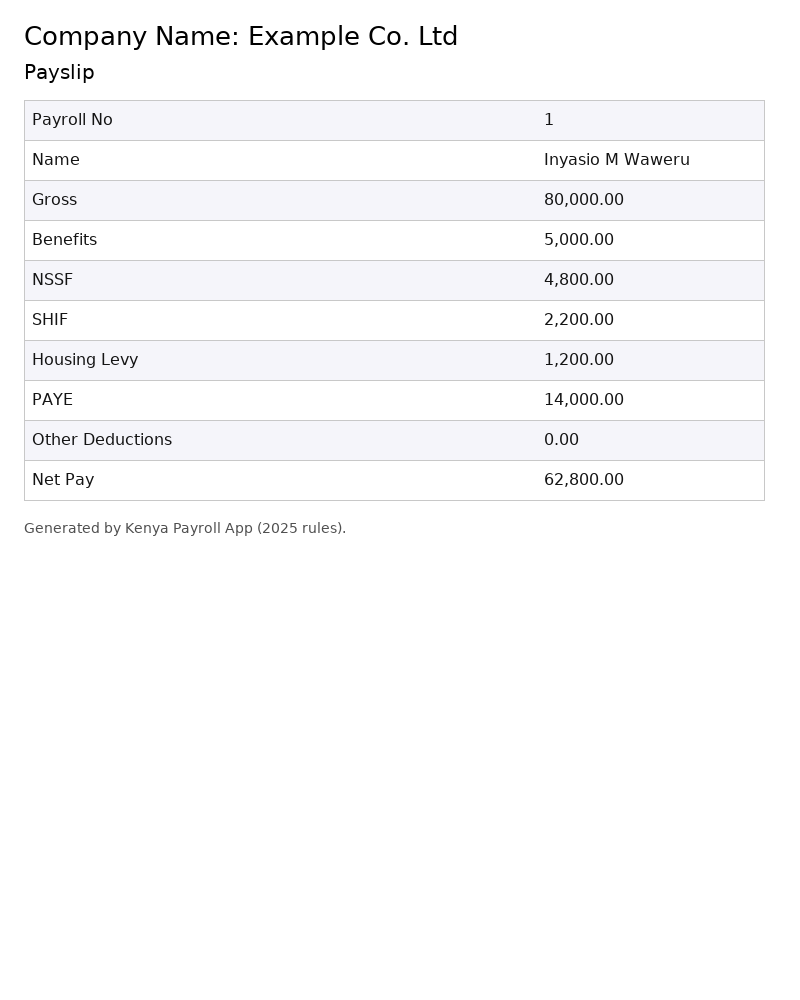 Company Name: Example Co. Ltd
Payslip
Payroll No 1
Name Inyasio M Waweru
Gross 80,000.00
Benefits 5,000.00
NSSF 4,800.00
SHIF 2,200.00
Housing Levy 1,200.00
PAYE 14,000.00
Other Deductions 0.00
Net Pay 62,800.00
Generated by Kenya Payroll App (2025 rules).